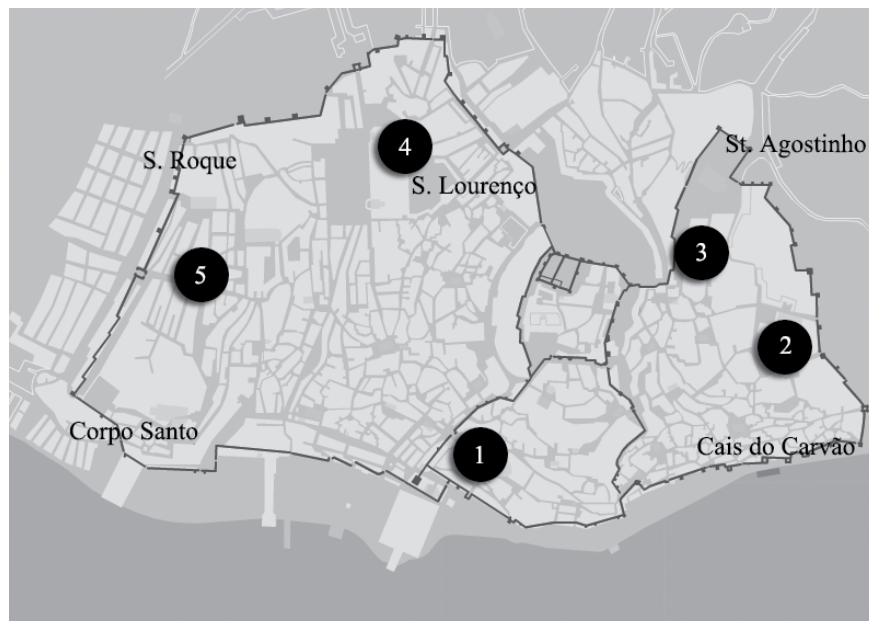 St. Agostinho
4
S. Roque
S. Lourenço
3
5
2
Corpo Santo
Cais do Carvão
1